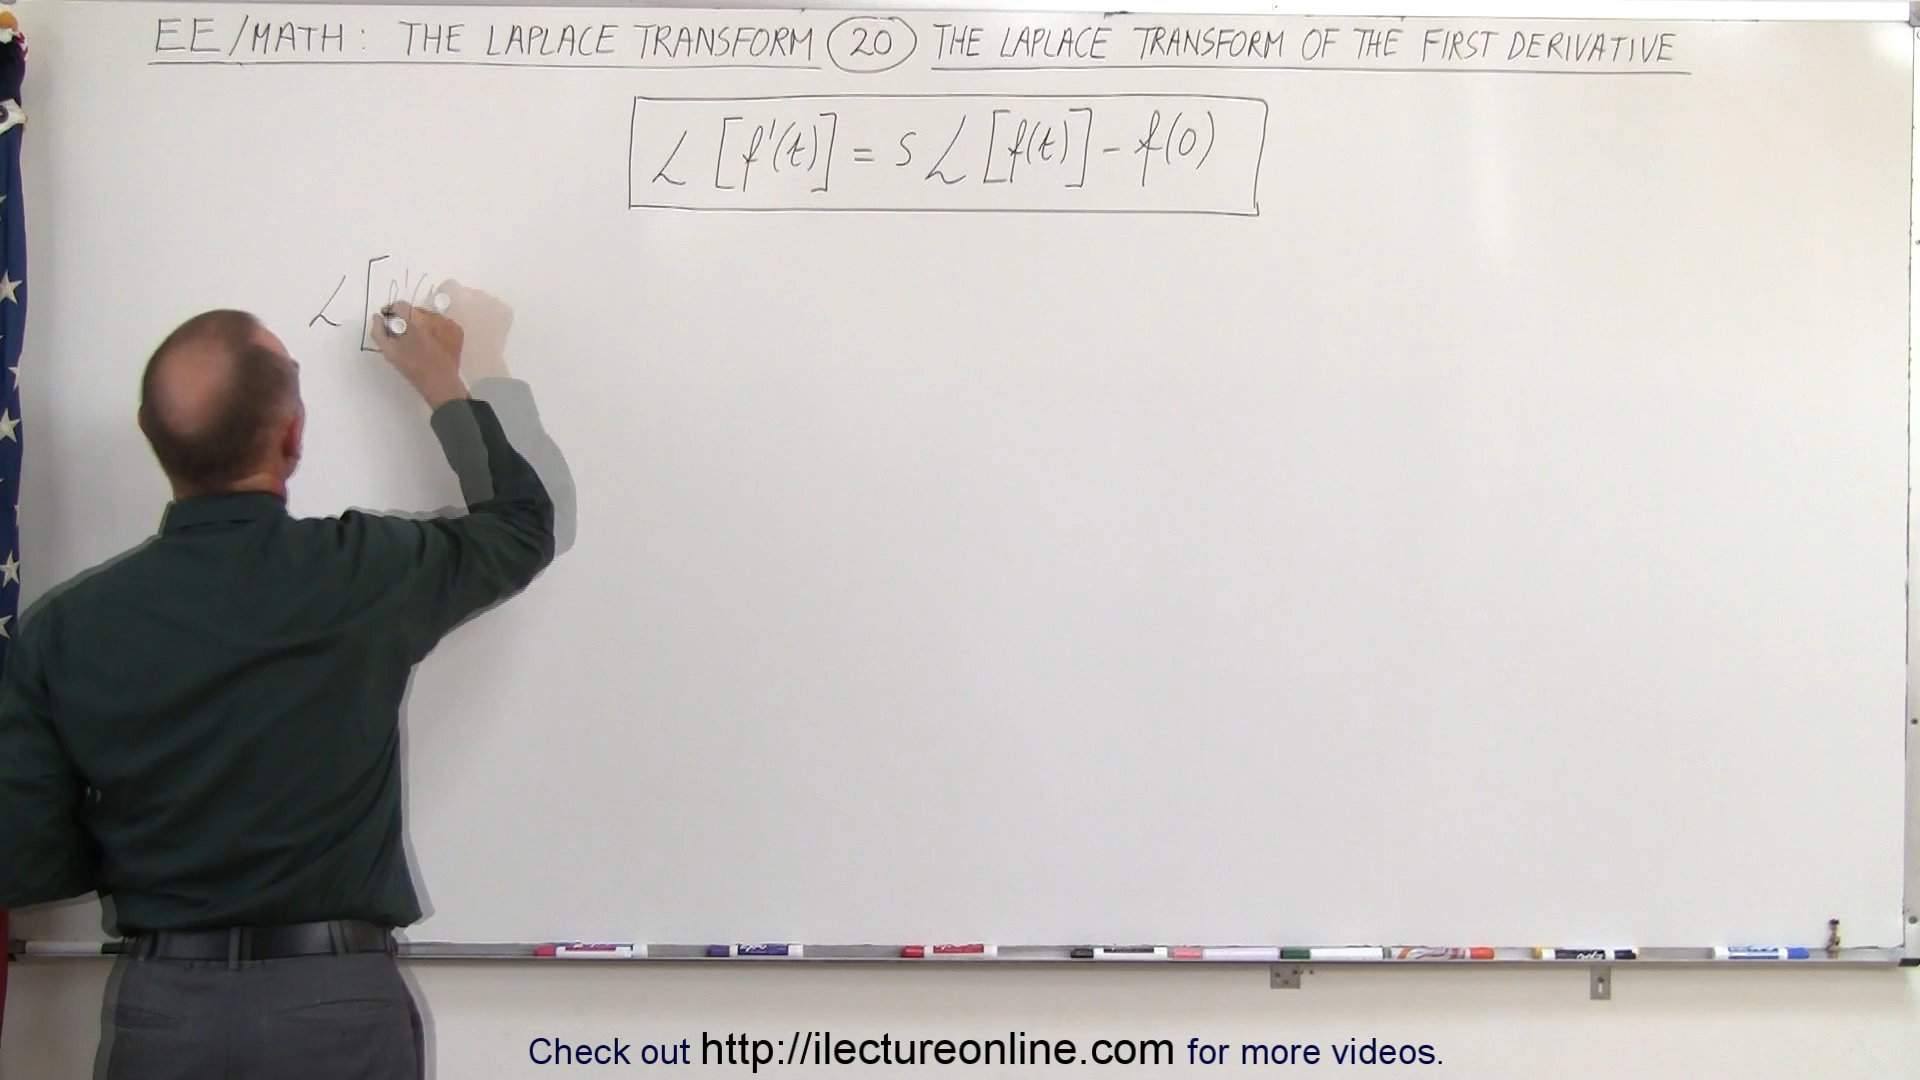 EE/MATH: THE LAPLACE TRANSFORM 20 THE LAPLACE TRANSFORM OF THE FIRST DERIVATIVE
ℒ [f'(t)] = s ℒ [f(t)] - f(0)
ℒ [f'(
Check out http://ilectureonline.com for more videos.